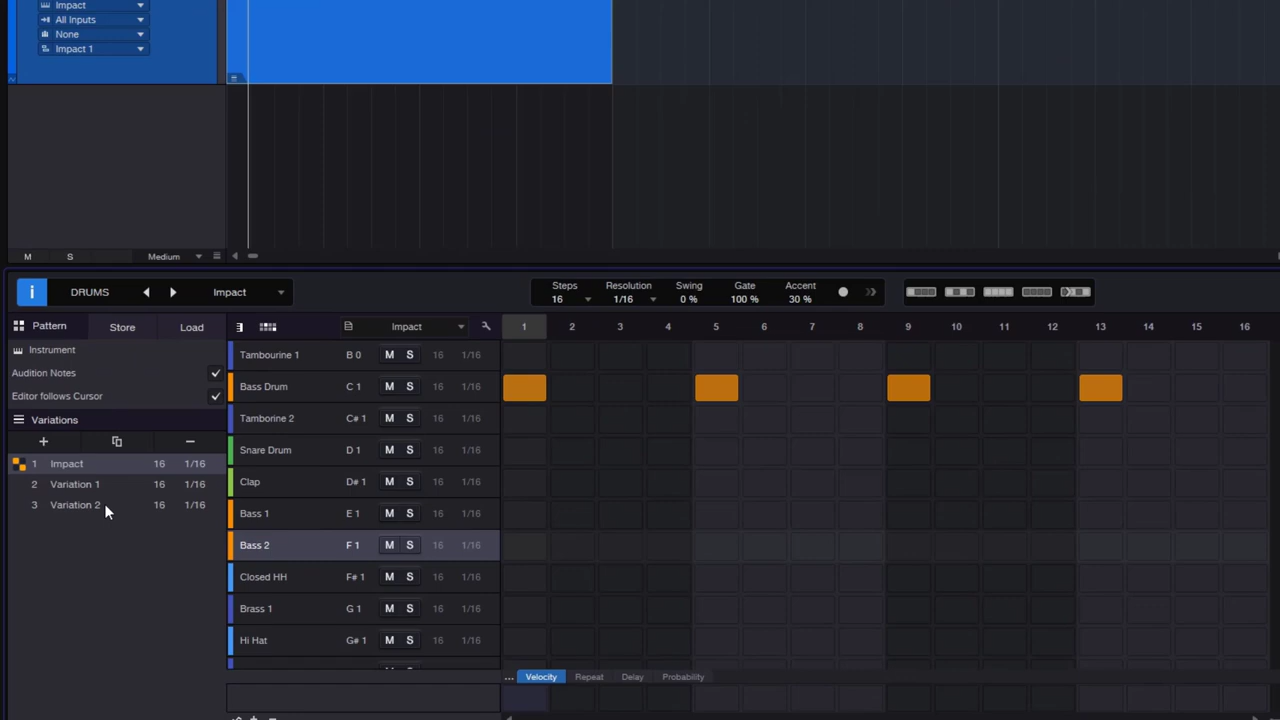 Impact
All Inputs
None
Impact 1
M S Medium
i DRUMS Impact
Steps Resolution Swing Gate Accent
16 1/16 0 % 100 % 30 %
Pattern Store Load
Impact
1 2 3 4 5 6 7 8 9 10 11 12 13 14 15 16
Instrument
Audition Notes
Editor follows Cursor
Variations
+ −
1 Impact 16 1/16
2 Variation 1 16 1/16
3 Variation 2 16 1/16
Tambourine 1 B 0 M S 16 1/16
Bass Drum C 1 M S 16 1/16
Tamborine 2 C# 1 M S 16 1/16
Snare Drum D 1 M S 16 1/16
Clap D# 1 M S 16 1/16
Bass 1 E 1 M S 16 1/16
Bass 2 F 1 M S 16 1/16
Closed HH F# 1 M S 16 1/16
Brass 1 G 1 M S 16 1/16
Hi Hat G# 1 M S 16 1/16
... Velocity Repeat Delay Probability